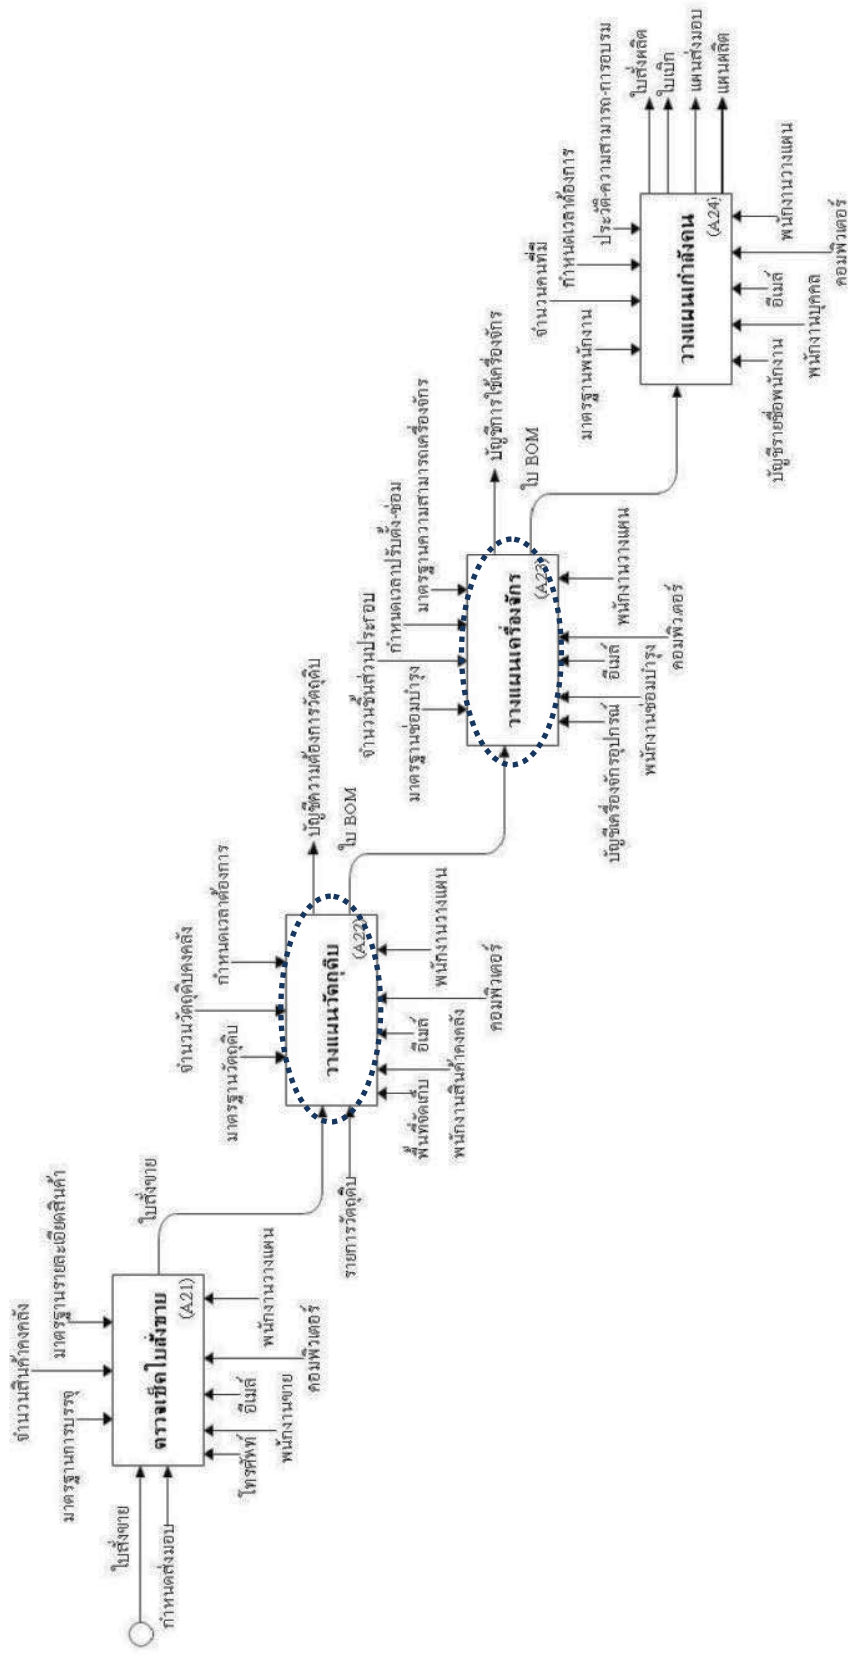 ใบสั่งขาย
กำหนดส่งมอบ
มาตรฐานการบรรจุ
จำนวนสินค้าคงคลัง
มาตรฐานรายละเอียดสินค้า
ตรวจเช็คใบสั่งขาย
(A21)
โทรศัพท์
พนักงานขาย
อีเมล์
คอมพิวเตอร์
พนักงานวางแผน
ใบสั่งขาย
รายการวัตถุดิบ
มาตรฐานวัตถุดิบ
จำนวนวัตถุดิบคงคลัง
กำหนดเวลาต้องการ
วางแผนวัตถุดิบ
(A22)
พื้นที่จัดเก็บ
พนักงานสินค้าคงคลัง
อีเมล์
คอมพิวเตอร์
พนักงานวางแผน
บัญชีความต้องการวัตถุดิบ
ใบ BOM
มาตรฐานซ่อมบำรุง
จำนวนชิ้นส่วนประกอบ
กำหนดเวลาปรับตั้ง-ซ่อม
มาตรฐานความสามารถเครื่องจักร
วางแผนเครื่องจักร
(A23)
บัญชีเครื่องจักรอุปกรณ์
พนักงานซ่อมบำรุง
อีเมล์
คอมพิวเตอร์
พนักงานวางแผน
บัญชีการใช้เครื่องจักร
ใบ BOM
มาตรฐานพนักงาน
จำนวนคนที่มี
กำหนดเวลาต้องการ
ประวัติ-ความสามารถ-การอบรม
วางแผนกำลังคน
(A24)
บัญชีรายชื่อพนักงาน
พนักงานบุคคล
อีเมล์
คอมพิวเตอร์
พนักงานวางแผน
ใบสั่งผลิต
ใบเบิก
แผนส่งมอบ
แผนผลิต